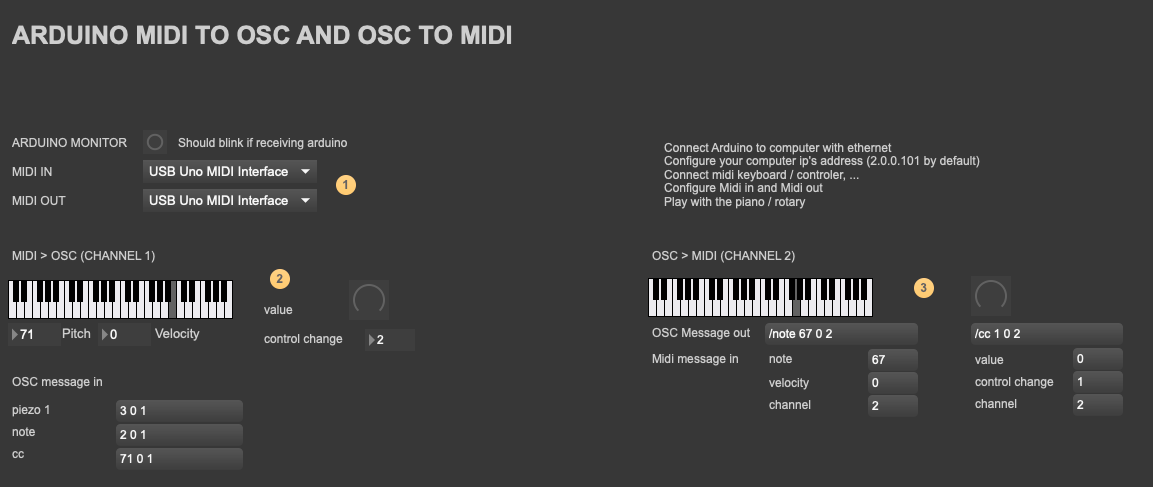 ARDUINO MIDI TO OSC AND OSC TO MIDI
ARDUINO MONITOR
Should blink if receiving arduino
MIDI IN
USB Uno MIDI Interface
1
MIDI OUT
USB Uno MIDI Interface
Connect Arduino to computer with ethernet
Configure your computer ip's address (2.0.0.101 by default)
Connect midi keyboard / controler, ...
Configure Midi in and Midi out
Play with the piano / rotary
MIDI > OSC (CHANNEL 1)
2
value
71 Pitch 0 Velocity
control change 2
OSC message in
piezo 1 3 0 1
note 2 0 1
cc 71 0 1
OSC > MIDI (CHANNEL 2)
3
OSC Message out /note 67 0 2 /cc 1 0 2
Midi message in note 67 value 0
velocity 0 control change 1
channel 2 channel 2